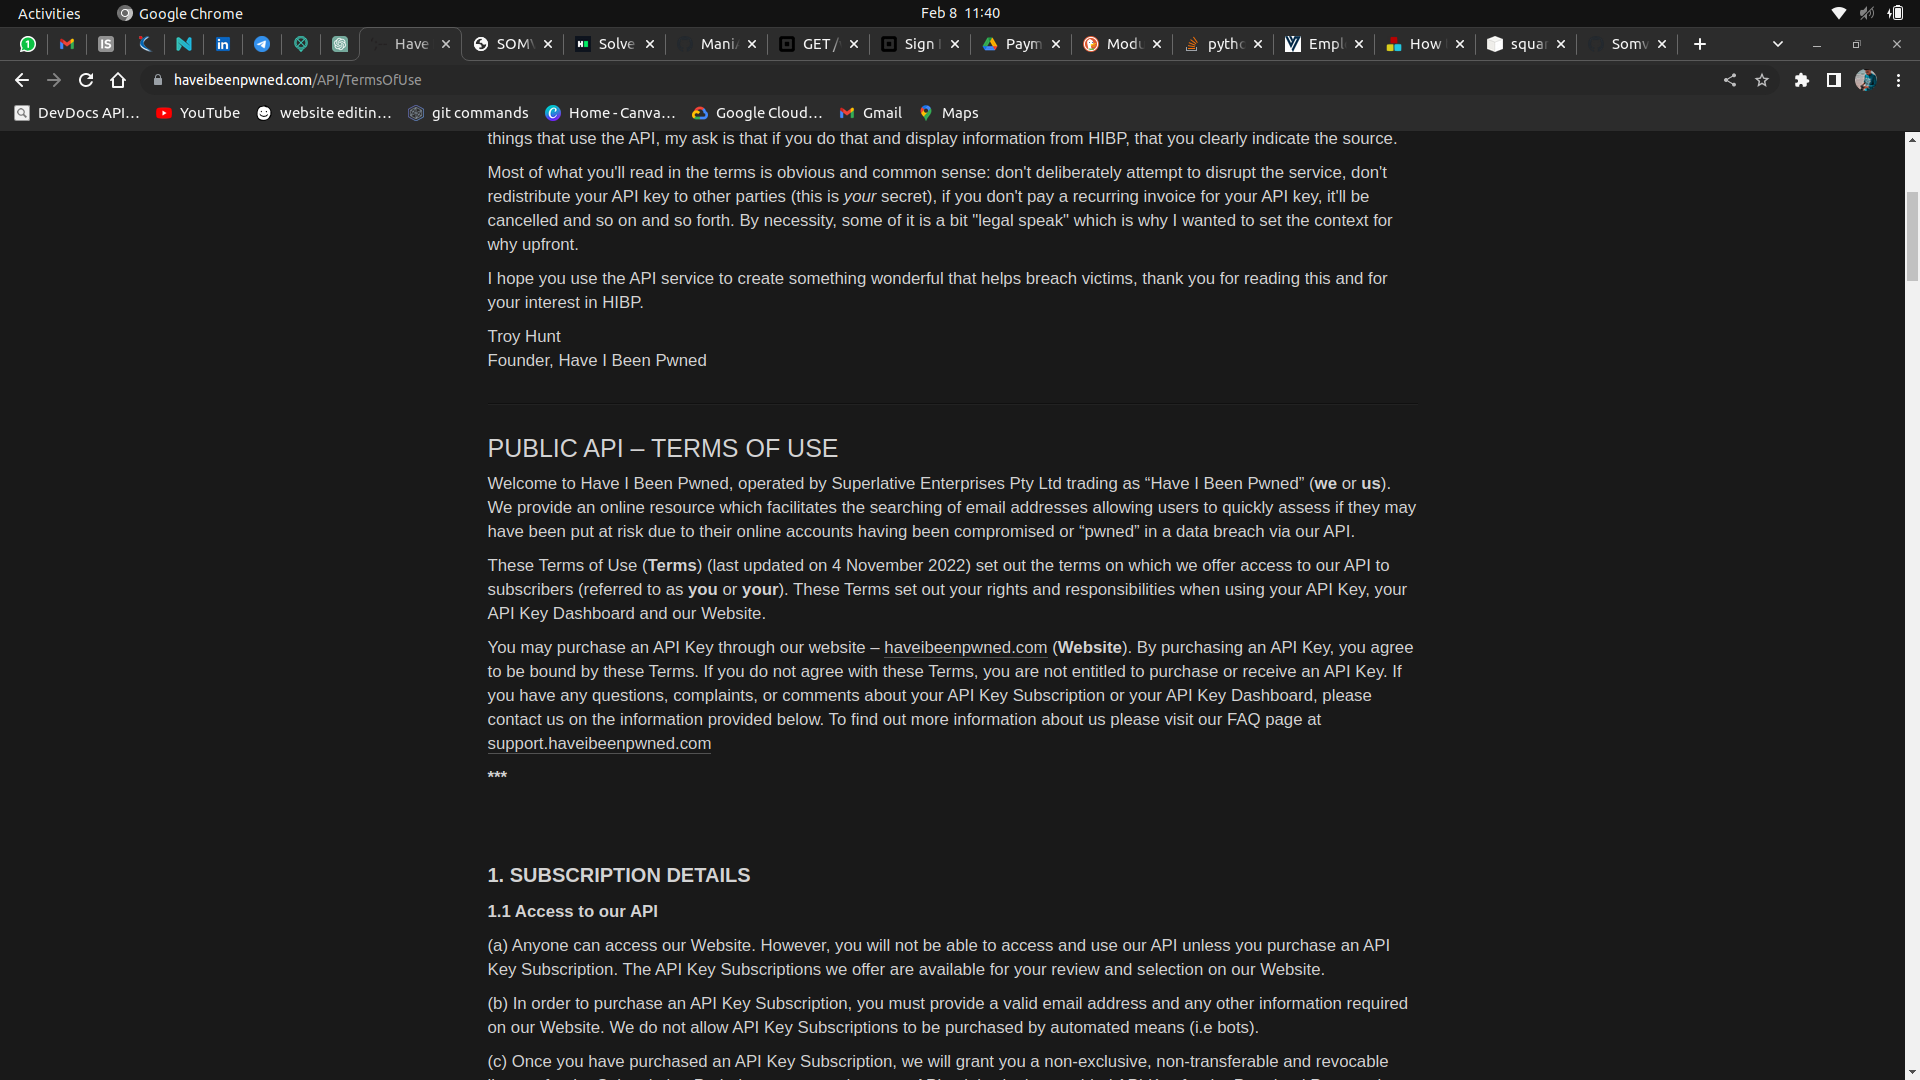 Activities
Google Chrome
Feb 8 11:40
Have
SOMV
Solve
Mani
GET /
Sign
Paym
Modu
pytho
Empl
How
squar
Somv
haveibeenpwned.com/API/TermsOfUse
DevDocs API...
YouTube
website editin...
git commands
Home - Canva...
Google Cloud...
Gmail
Maps
things that use the API, my ask is that if you do that and display information from HIBP, that you clearly indicate the source.
Most of what you'll read in the terms is obvious and common sense: don't deliberately attempt to disrupt the service, don't
redistribute your API key to other parties (this is your secret), if you don't pay a recurring invoice for your API key, it'll be
cancelled and so on and so forth. By necessity, some of it is a bit "legal speak" which is why I wanted to set the context for
why upfront.
I hope you use the API service to create something wonderful that helps breach victims, thank you for reading this and for
your interest in HIBP.
Troy Hunt
Founder, Have I Been Pwned
PUBLIC API – TERMS OF USE
Welcome to Have I Been Pwned, operated by Superlative Enterprises Pty Ltd trading as “Have I Been Pwned” (we or us).
We provide an online resource which facilitates the searching of email addresses allowing users to quickly assess if they may
have been put at risk due to their online accounts having been compromised or “pwned” in a data breach via our API.
These Terms of Use (Terms) (last updated on 4 November 2022) set out the terms on which we offer access to our API to
subscribers (referred to as you or your). These Terms set out your rights and responsibilities when using your API Key, your
API Key Dashboard and our Website.
You may purchase an API Key through our website – haveibeenpwned.com (Website). By purchasing an API Key, you agree
to be bound by these Terms. If you do not agree with these Terms, you are not entitled to purchase or receive an API Key. If
you have any questions, complaints, or comments about your API Key Subscription or your API Key Dashboard, please
contact us on the information provided below. To find out more information about us please visit our FAQ page at
support.haveibeenpwned.com
***
1. SUBSCRIPTION DETAILS
1.1 Access to our API
(a) Anyone can access our Website. However, you will not be able to access and use our API unless you purchase an API
Key Subscription. The API Key Subscriptions we offer are available for your review and selection on our Website.
(b) In order to purchase an API Key Subscription, you must provide a valid email address and any other information required
on our Website. We do not allow API Key Subscriptions to be purchased by automated means (i.e bots).
(c) Once you have purchased an API Key Subscription, we will grant you a non-exclusive, non-transferable and revocable